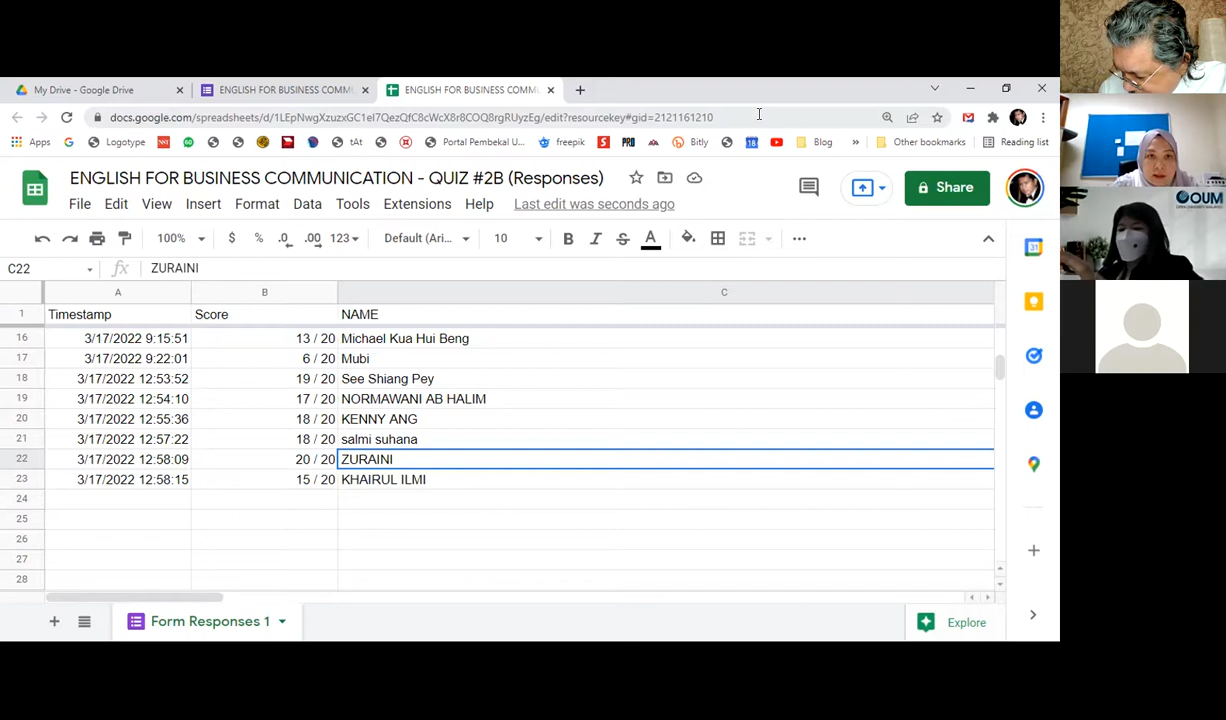 My Drive - Google Drive
ENGLISH FOR BUSINESS COMMU
ENGLISH FOR BUSINESS COMMU
docs.google.com/spreadsheets/d/1LEpNwgXzuzxGC1eI7QezQfC8cWcX8r8COQ8rgRUyzEg/edit?resourcekey#gid=2121161210
Apps
Logotype
tAt
Portal Pembekal U...
freepik
PRO
Bitly
Blog
Other bookmarks
Reading list
ENGLISH FOR BUSINESS COMMUNICATION - QUIZ #2B (Responses)
Share
File Edit View Insert Format Data Tools Extensions Help Last edit was seconds ago
100% $ % .0 .00 123 Default (Ari... 10 B I S A
31
C22 fx ZURAINI
A B C
1 Timestamp Score NAME
16 3/17/2022 9:15:51 13 / 20 Michael Kua Hui Beng
17 3/17/2022 9:22:01 6 / 20 Mubi
18 3/17/2022 12:53:52 19 / 20 See Shiang Pey
19 3/17/2022 12:54:10 17 / 20 NORMAWANI AB HALIM
20 3/17/2022 12:55:36 18 / 20 KENNY ANG
21 3/17/2022 12:57:22 18 / 20 salmi suhana
22 3/17/2022 12:58:09 20 / 20 ZURAINI
23 3/17/2022 12:58:15 15 / 20 KHAIRUL ILMI
24
25
26
27
28
Form Responses 1
Explore
OUM